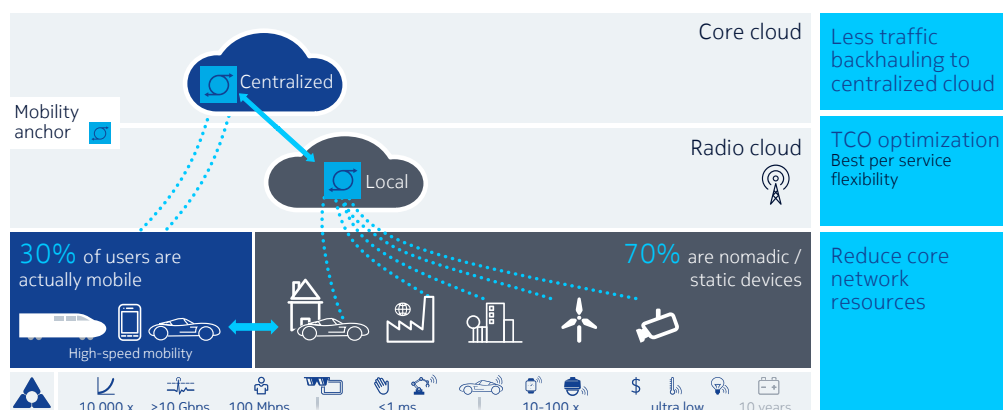 Core cloud
Centralized
Mobility
anchor
Radio cloud
Local
30% of users are
actually mobile
High-speed mobility
70% are nomadic /
static devices
Less traffic
backhauling to
centralized cloud
TCO optimization
Best per service
flexibility
Reduce core
network
resources
$
10,000 x
>10 Gbps
100 Mbps
<1 ms
10-100 x
ultra low
10 years